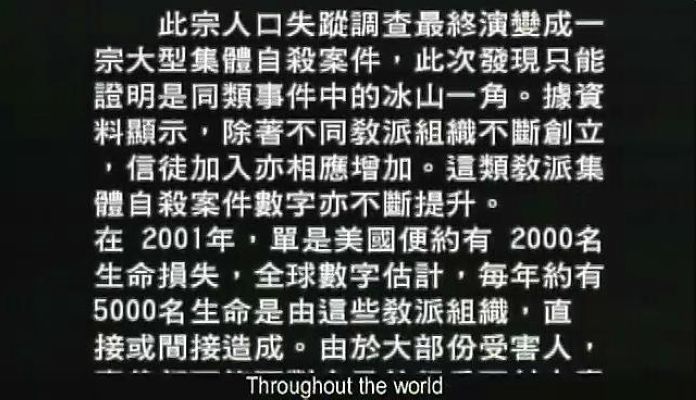 此宗人口失蹤調查最終演變成一
宗大型集體自殺案件，此次發現只能
證明是同類事件中的冰山一角。據資
料顯示，除著不同教派組織不斷創立
，信徒加入亦相應增加。這類教派集
體自殺案件數字亦不斷提升。
在 2001年，單是美國便約有 2000名
生命損失，全球數字估計，每年約有
5000名生命是由這些教派組織，直
接或間接造成。由於大部份受害人，
Throughout the world